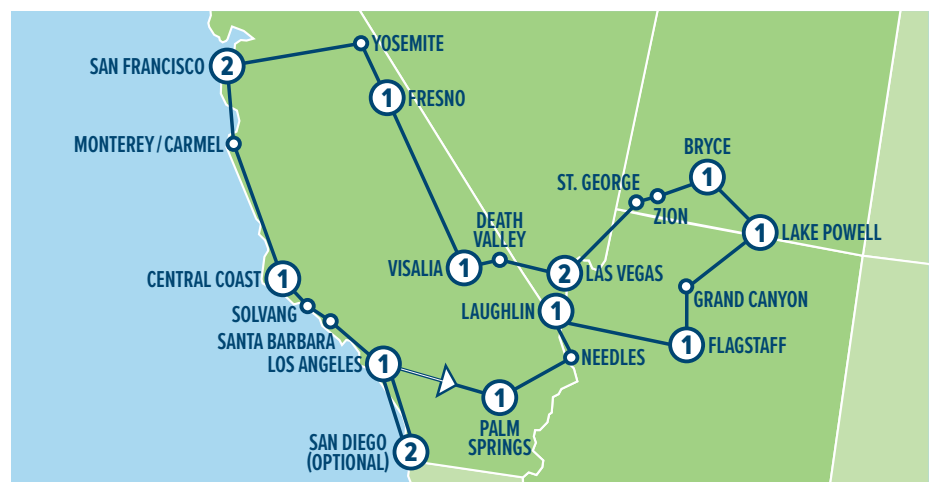 YOSEMITE
SAN FRANCISCO 2
1 FRESNO
MONTEREY/CARMEL
BRYCE
1
ST. GEORGE
ZION
DEATH
VALLEY
1 LAKE POWELL
VISALIA 1
2 LAS VEGAS
CENTRAL COAST 1
GRAND CANYON
LAUGHLIN 1
SOLVANG
SANTA BARBARA
1 FLAGSTAFF
NEEDLES
LOS ANGELES 1
1
PALM
SPRINGS
SAN DIEGO
(OPTIONAL) 2